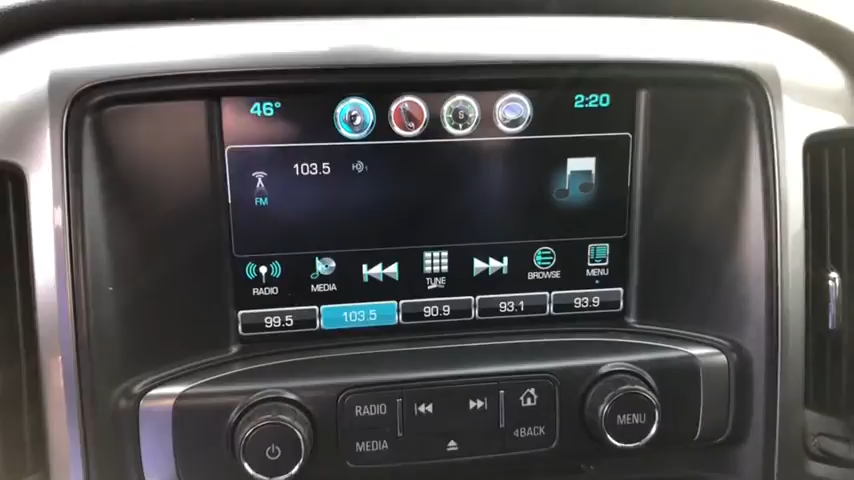 46° S 2:20
103.5
FM
RADIO MEDIA TUNE BROWSE MENU
99.5 103.5 90.9 93.1 93.9
RADIO
MEDIA BACK
MENU